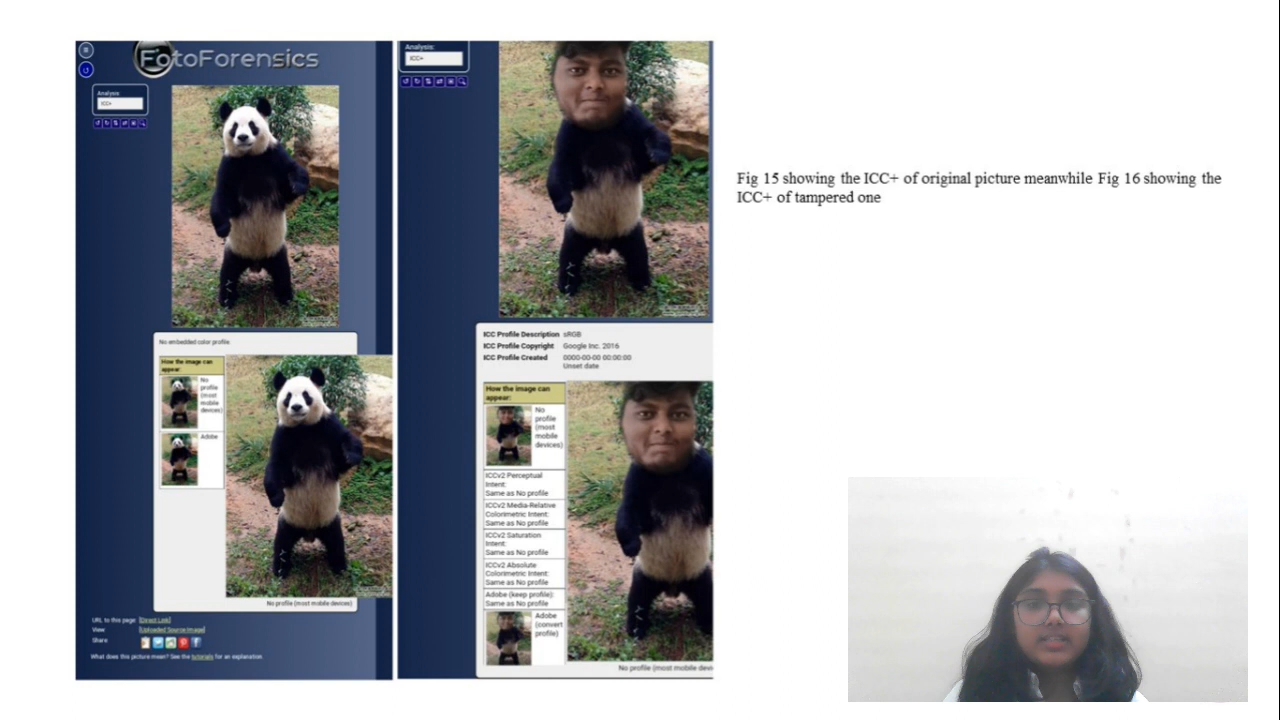 FotoForensics
Analysis:
ICC+
No embedded color profile.
How the image can
appear:
No
profile
(most
mobile
devices)
Adobe
No profile (most mobile devices)
URL to this page: [Direct Link]
View: [Uploaded Source Image]
Share:
What does this picture mean? See the tutorials for an explanation.
Analysis:
ICC+
ICC Profile Description sRGB
ICC Profile Copyright Google Inc. 2016
ICC Profile Created 0000-00-00 00:00:00
Unset date
How the image can
appear:
No
profile
(most
mobile
devices)
ICCv2 Perceptual
Intent:
Same as No profile
ICCv2 Media-Relative
Colorimetric Intent:
Same as No profile
ICCv2 Saturation
Intent:
Same as No profile
ICCv2 Absolute
Colorimetric Intent:
Same as No profile
Adobe (keep profile):
Same as No profile
Adobe
(convert
profile)
No profile (most mobile devi
Fig 15 showing the ICC+ of original picture meanwhile Fig 16 showing the
ICC+ of tampered one